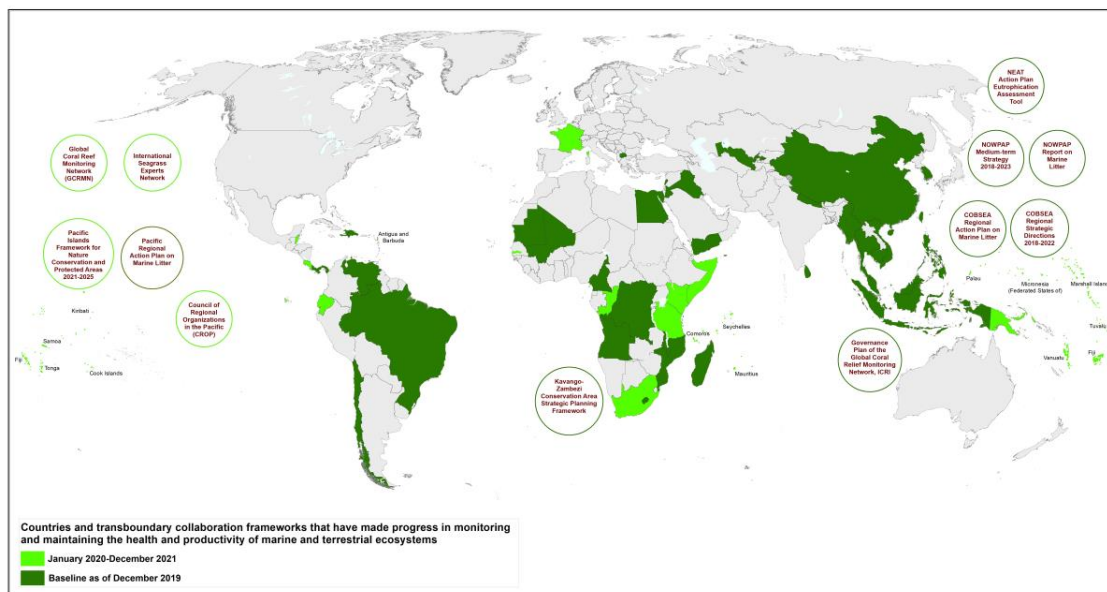 NEAT
Action Plan
Eutrophication
Assessment
Tool
Global
Coral Reef
Monitoring
Network
(GCRMN)
International
Seagrass
Experts
Network
NOWPAP
Medium-term
Strategy
2018-2023
NOWPAP
Report on
Marine
Litter
Pacific
Islands
Framework for
Nature
Conservation and
Protected Areas
2021-2025
Pacific
Regional
Action Plan on
Marine Litter
Antigua and
Barbuda
COBSEA
Regional
Action Plan on
Marine Litter
COBSEA
Regional
Strategic
Directions
2018-2022
Council of
Regional
Organizations
in the Pacific
(CROP)
Kiribati
Samoa
Fiji
Tonga
Cook Islands
Palau
Micronesia
(Federated States of)
Marshall Island
Tuvalu
Fiji
Vanuatu
Comoros
Seychelles
Mauritius
Kavango-
Zambezi
Conservation Area
Strategic Planning
Framework
Governance
Plan of the
Global Coral
Relief Monitoring
Network, ICRI
Countries and transboundary collaboration frameworks that have made progress in monitoring
and maintaining the health and productivity of marine and terrestrial ecosystems
January 2020-December 2021
Baseline as of December 2019